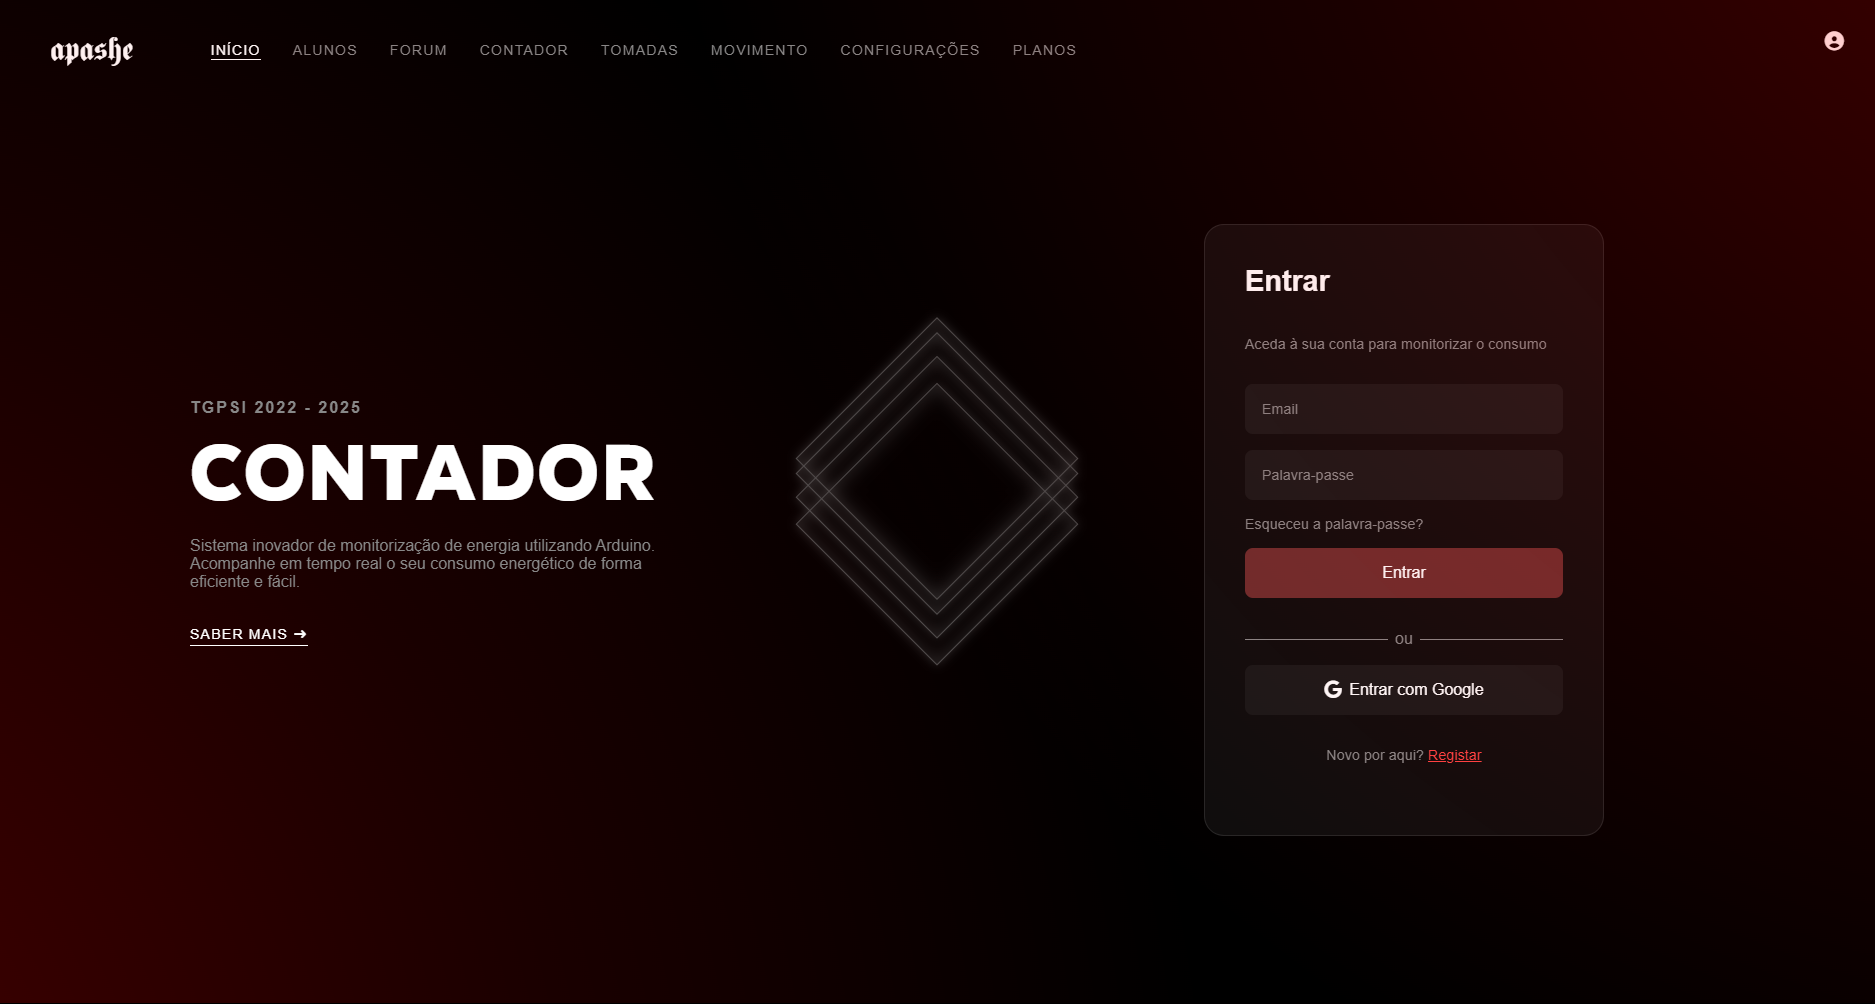 apashe
INÍCIO ALUNOS FORUM CONTADOR TOMADAS MOVIMENTO CONFIGURAÇÕES PLANOS
TGPSI 2022 - 2025
CONTADOR
Sistema inovador de monitorização de energia utilizando Arduino.
Acompanhe em tempo real o seu consumo energético de forma
eficiente e fácil.
SABER MAIS ➜
Entrar
Aceda à sua conta para monitorizar o consumo
Email
Palavra-passe
Esqueceu a palavra-passe?
Entrar
ou
Entrar com Google
Novo por aqui? Registar